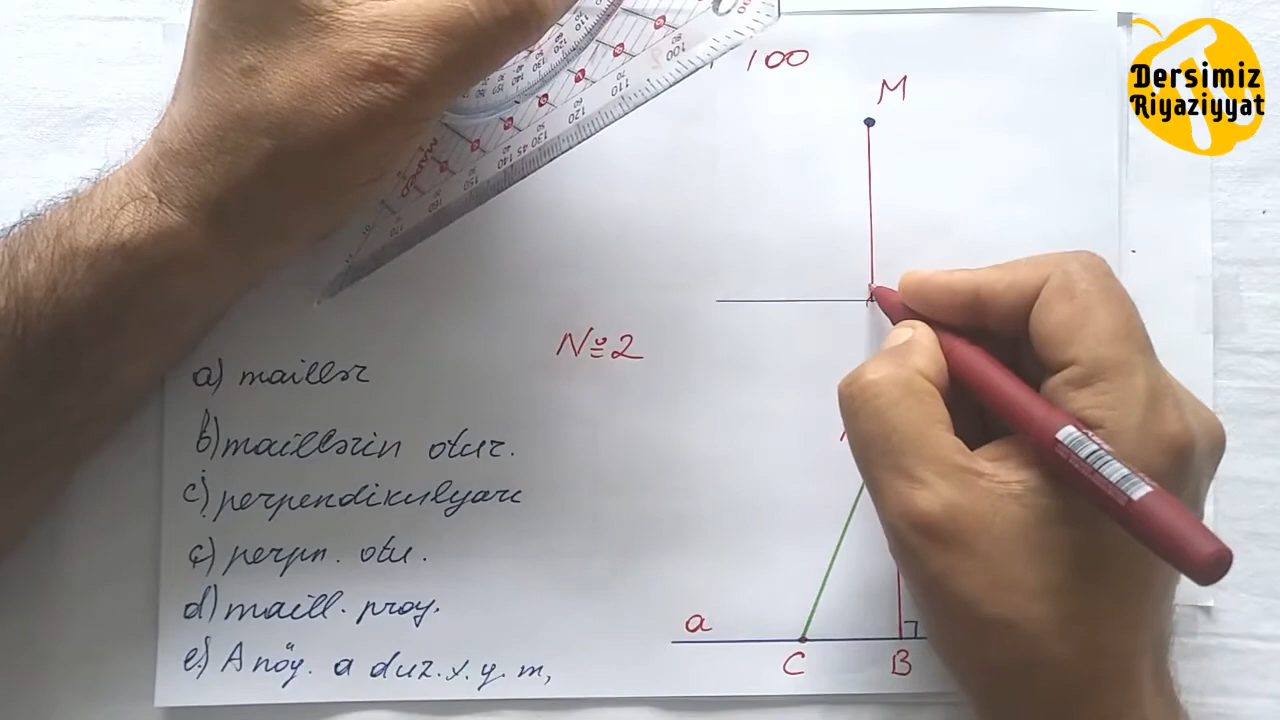 Dersimiz
Riyaziyyat
100
M
№2
a) maillər
b) maillərin otur.
c) perpendikulyarı
ç) perpn. otu.
d) maill. proy.
e) A nöq. a düz. x. y. m,
a
C
B